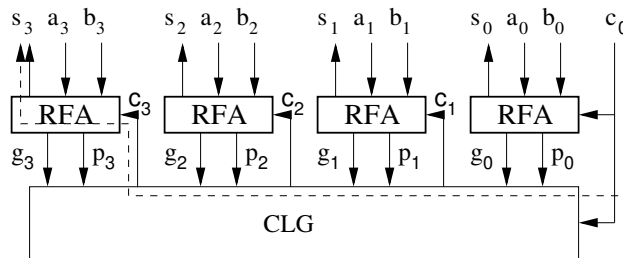 s3 a3 b3 s2 a2 b2 s1 a1 b1 s0 a0 b0 c0
RFA c3 RFA c2 RFA c1 RFA
g3 p3 g2 p2 g1 p1 g0 p0
CLG